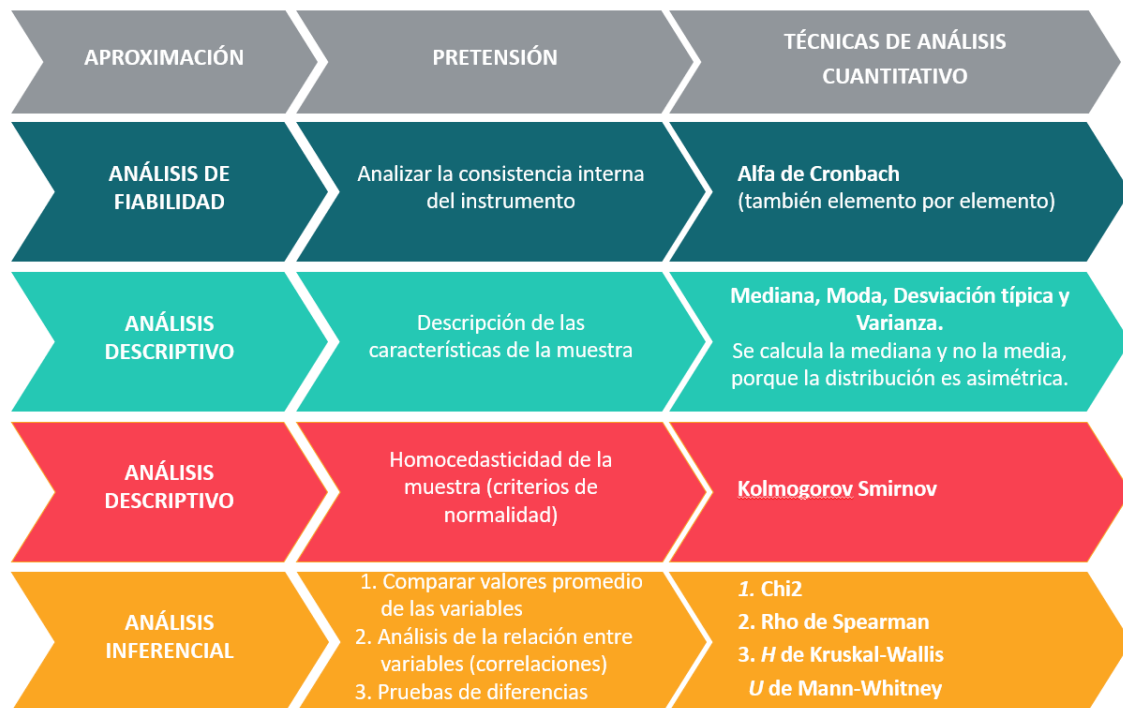 APROXIMACIÓN
PRETENSIÓN
TÉCNICAS DE ANÁLISIS
CUANTITATIVO
ANÁLISIS DE
FIABILIDAD
Analizar la consistencia interna
del instrumento
Alfa de Cronbach
(también elemento por elemento)
ANÁLISIS
DESCRIPTIVO
Descripción de las
características de la muestra
Mediana, Moda, Desviación típica y
Varianza.
Se calcula la mediana y no la media,
porque la distribución es asimétrica.
ANÁLISIS
DESCRIPTIVO
Homocedasticidad de la
muestra (criterios de
normalidad)
Kolmogorov Smirnov
ANÁLISIS
INFERENCIAL
1. Comparar valores promedio
de las variables
2. Análisis de la relación entre
variables (correlaciones)
3. Pruebas de diferencias
1. Chi2
2. Rho de Spearman
3. H de Kruskal-Wallis
U de Mann-Whitney